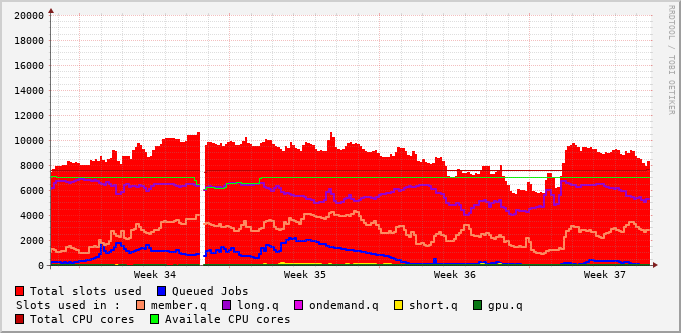 20000
18000
16000
14000
12000
10000
8000
6000
4000
2000
0
Week 34 Week 35 Week 36 Week 37
RRDTOOL / TOBI OETIKER
Total slots used Queued Jobs
Slots used in : member.q long.q ondemand.q short.q gpu.q
Total CPU cores Availale CPU cores